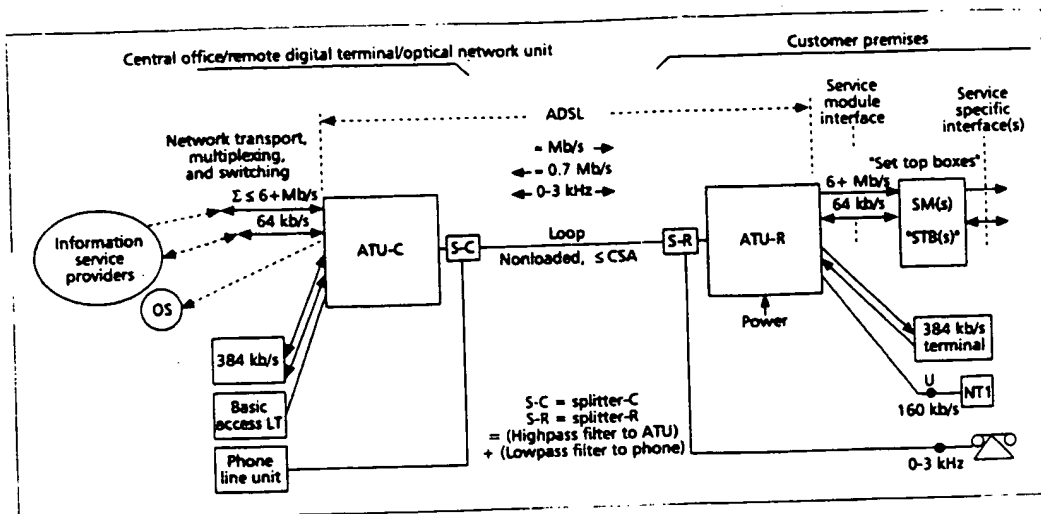 Central office/remote digital terminal/optical network unit
Customer premises
ADSL
Service
module
interface
Service
specific
interface(s)
Network transport,
multiplexing,
and switching
= Mb/s
= 0.7 Mb/s
0-3 kHz
"Set top boxes"
Σ ≤ 6+Mb/s
64 kb/s
6+ Mb/s
64 kb/s
SM(s)
"STB(s)"
Information
service
providers
ATU-C
S-C
Loop
Nonloaded, ≤ CSA
S-R
ATU-R
OS
Power
384 kb/s
384 kb/s
terminal
Basic
access LT
U
NT1
160 kb/s
S-C = splitter-C
S-R = splitter-R
= (Highpass filter to ATU)
+ (Lowpass filter to phone)
Phone
line unit
0-3 kHz